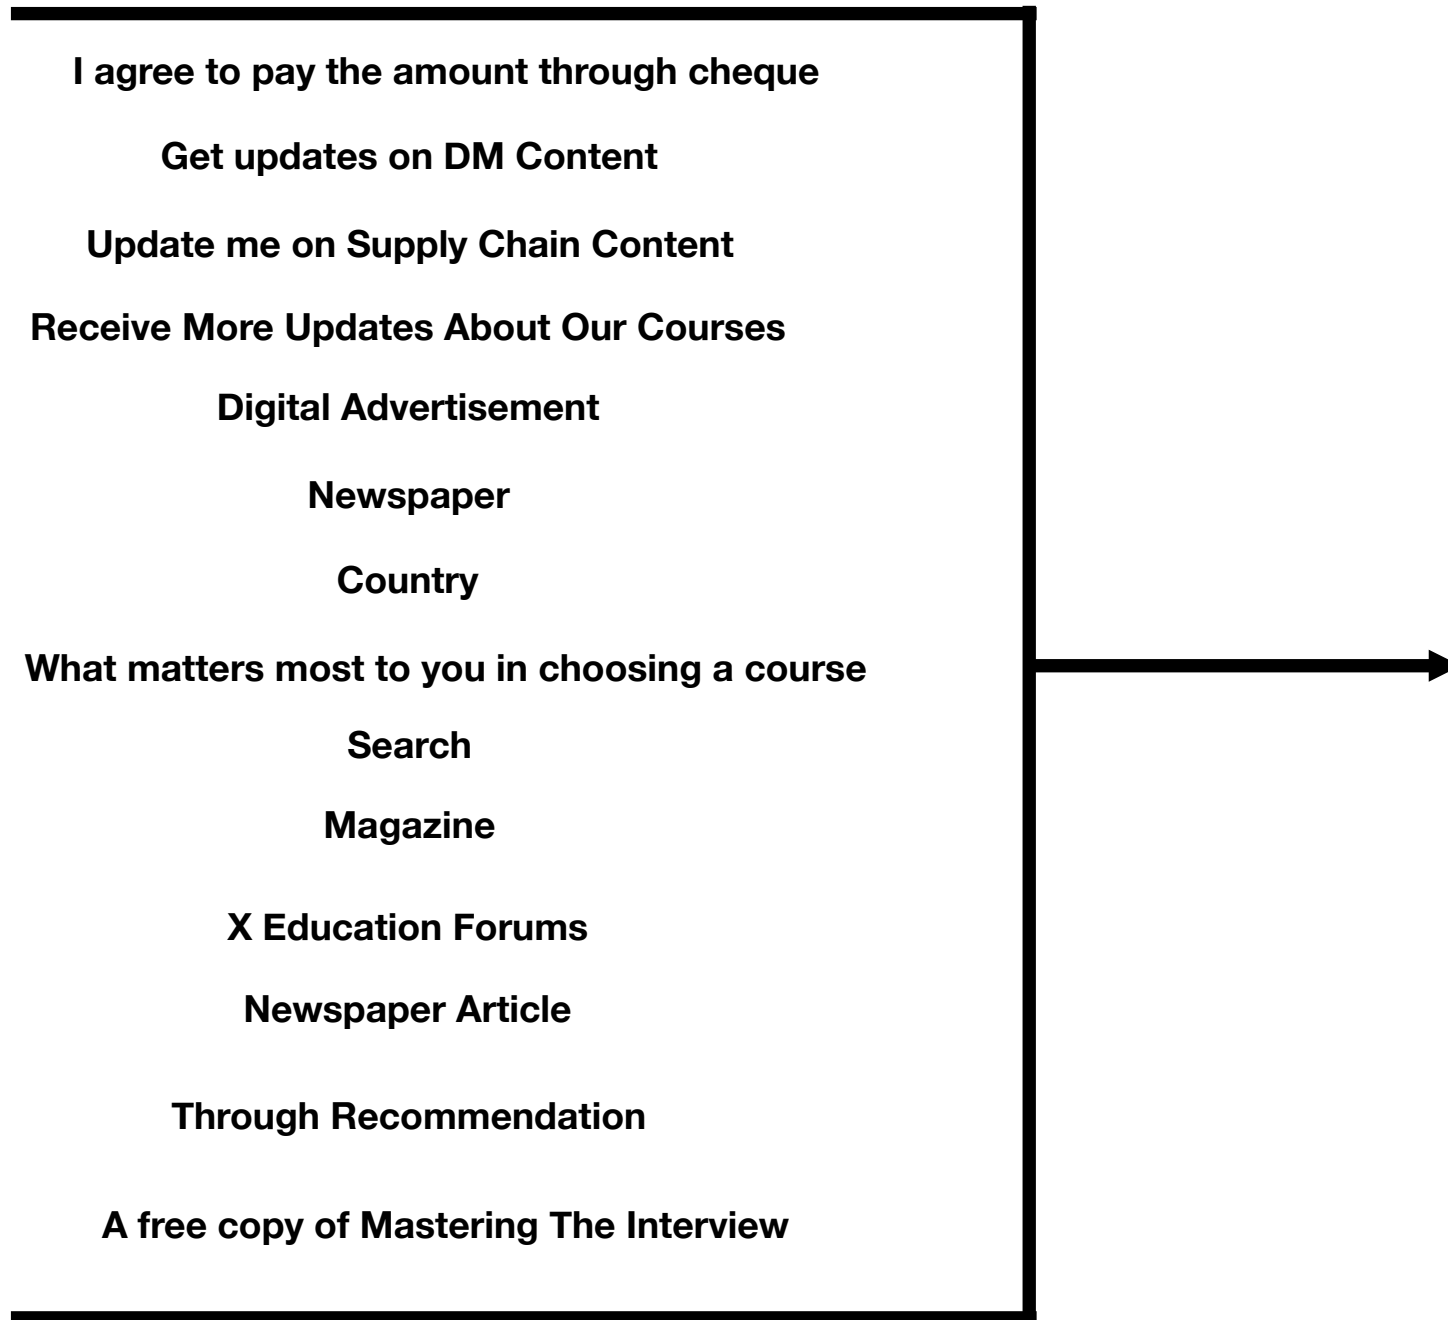 I agree to pay the amount through cheque
Get updates on DM Content
Update me on Supply Chain Content
Receive More Updates About Our Courses
Digital Advertisement
Newspaper
Country
What matters most to you in choosing a course
Search
Magazine
X Education Forums
Newspaper Article
Through Recommendation
A free copy of Mastering The Interview